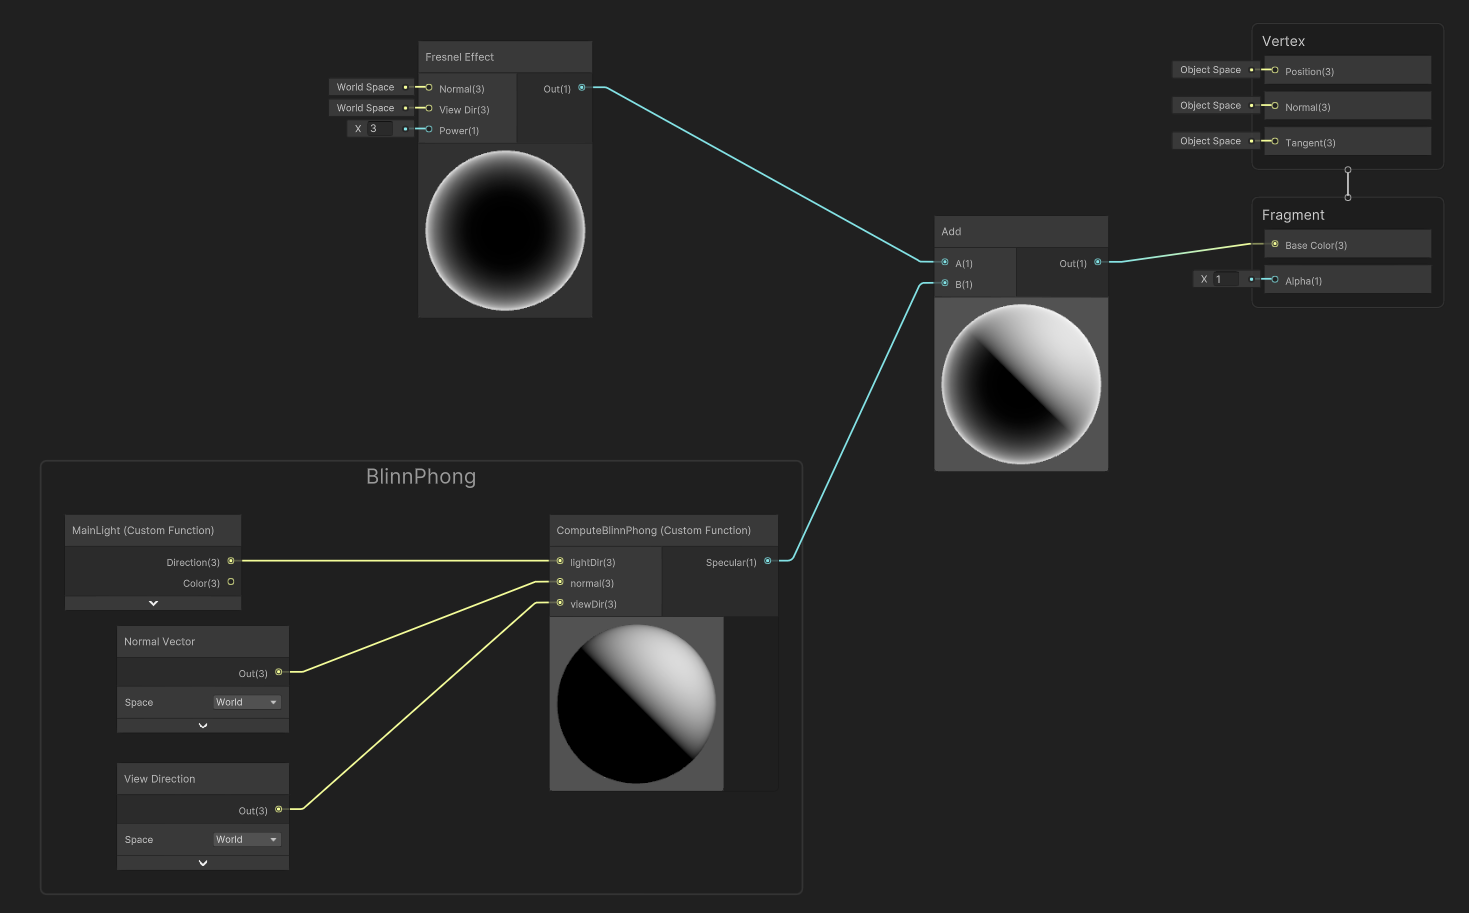 Fresnel Effect
World Space
Normal(3)
Out(1)
World Space
View Dir(3)
X 3
Power(1)
Vertex
Object Space
Position(3)
Object Space
Normal(3)
Object Space
Tangent(3)
Fragment
Base Color(3)
X 1
Alpha(1)
Add
A(1)
Out(1)
B(1)
BlinnPhong
MainLight (Custom Function)
Direction(3)
Color(3)
Normal Vector
Out(3)
Space World
View Direction
Out(3)
Space World
ComputeBlinnPhong (Custom Function)
lightDir(3)
Specular(1)
normal(3)
viewDir(3)